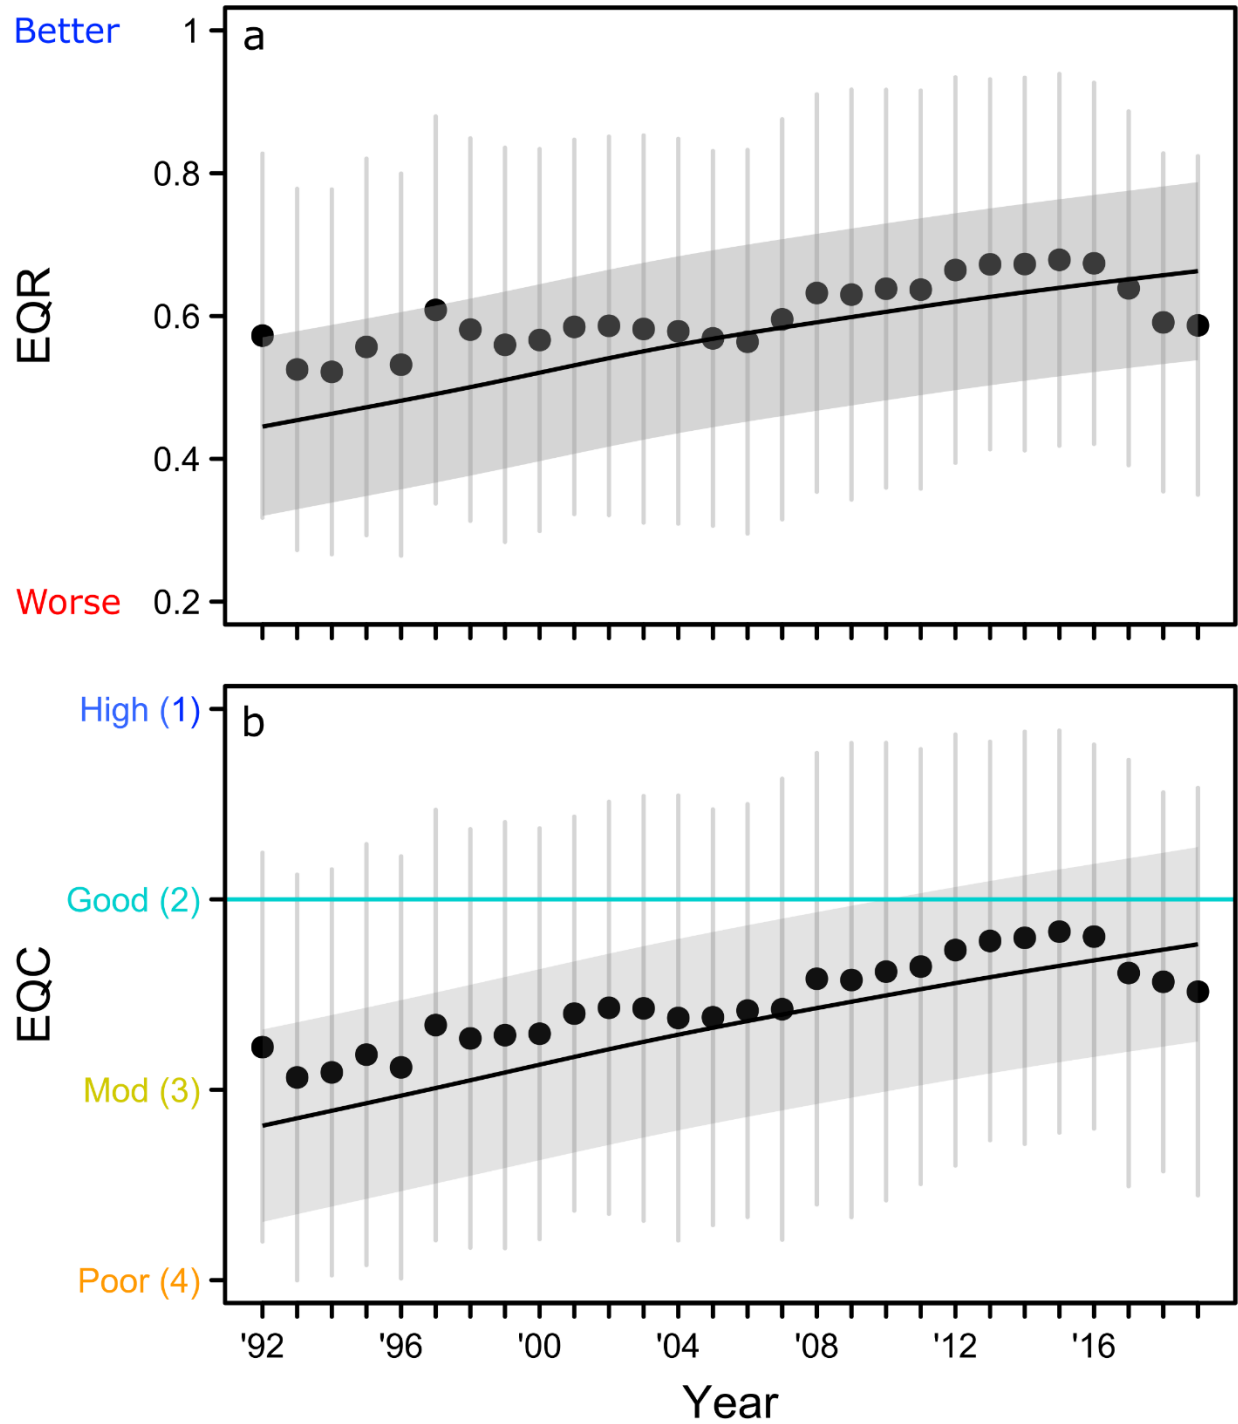 Better 1 a
0.8
EQR 0.6
0.4
Worse 0.2
High (1) b
Good (2)
EQC
Mod (3)
Poor (4)
'92 '96 '00 '04 '08 '12 '16
Year